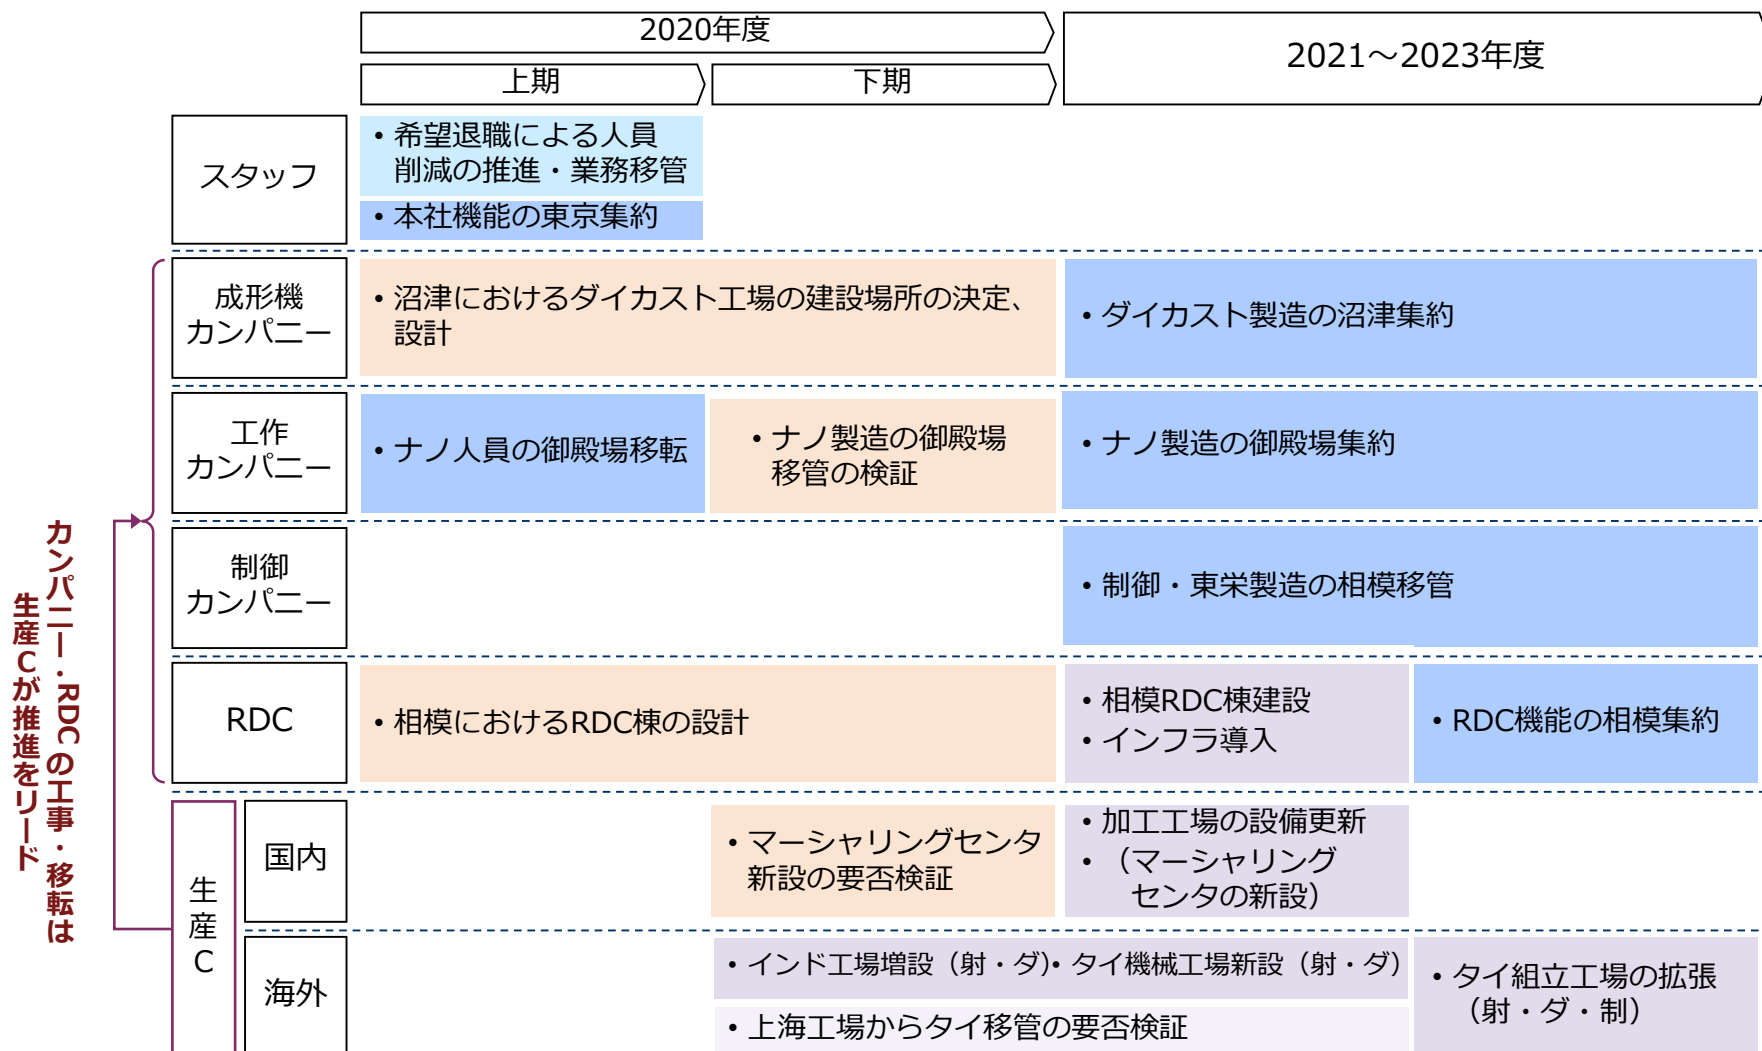 2020年度
2021～2023年度
上期
下期
スタッフ
・希望退職による人員
削減の推進・業務移管
・本社機能の東京集約
成形機
カンパニー
・沼津におけるダイカスト工場の建設場所の決定、
設計
・ダイカスト製造の沼津集約
工作
カンパニー
・ナノ人員の御殿場移転
・ナノ製造の御殿場
移管の検証
・ナノ製造の御殿場集約
制御
カンパニー
・制御・東栄製造の相模移管
RDC
・相模におけるRDC棟の設計
・相模RDC棟建設
・インフラ導入
・RDC機能の相模集約
カンパニー．RDCの工事・移転は
生産Cが推進をリード
生産C
国内
・マーシャリングセンタ
新設の要否検証
・加工工場の設備更新
・（マーシャリング
センタの新設）
海外
・インド工場増設（射・ダ）
・タイ機械工場新設（射・ダ）
・上海工場からタイ移管の要否検証
・タイ組立工場の拡張
（射・ダ・制）